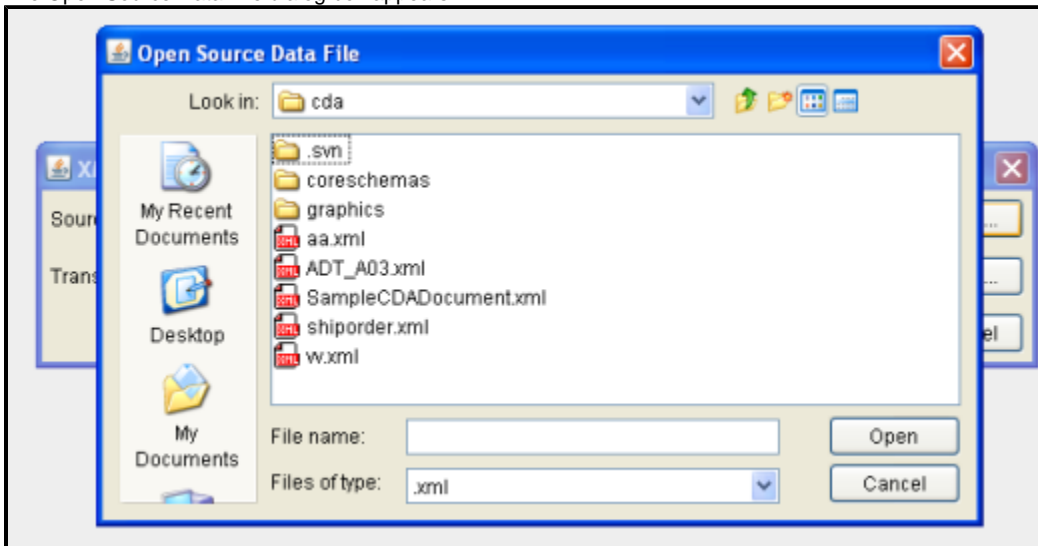 Open Source Data File
Look in: cda
.svn
coreschemas
graphics
aa.xml
ADT_A03.xml
SampleCDADocument.xml
shiporder.xml
My Recent
Documents
Desktop
My
Documents
File name:
Open
Files of type: .xml
Cancel
...
...